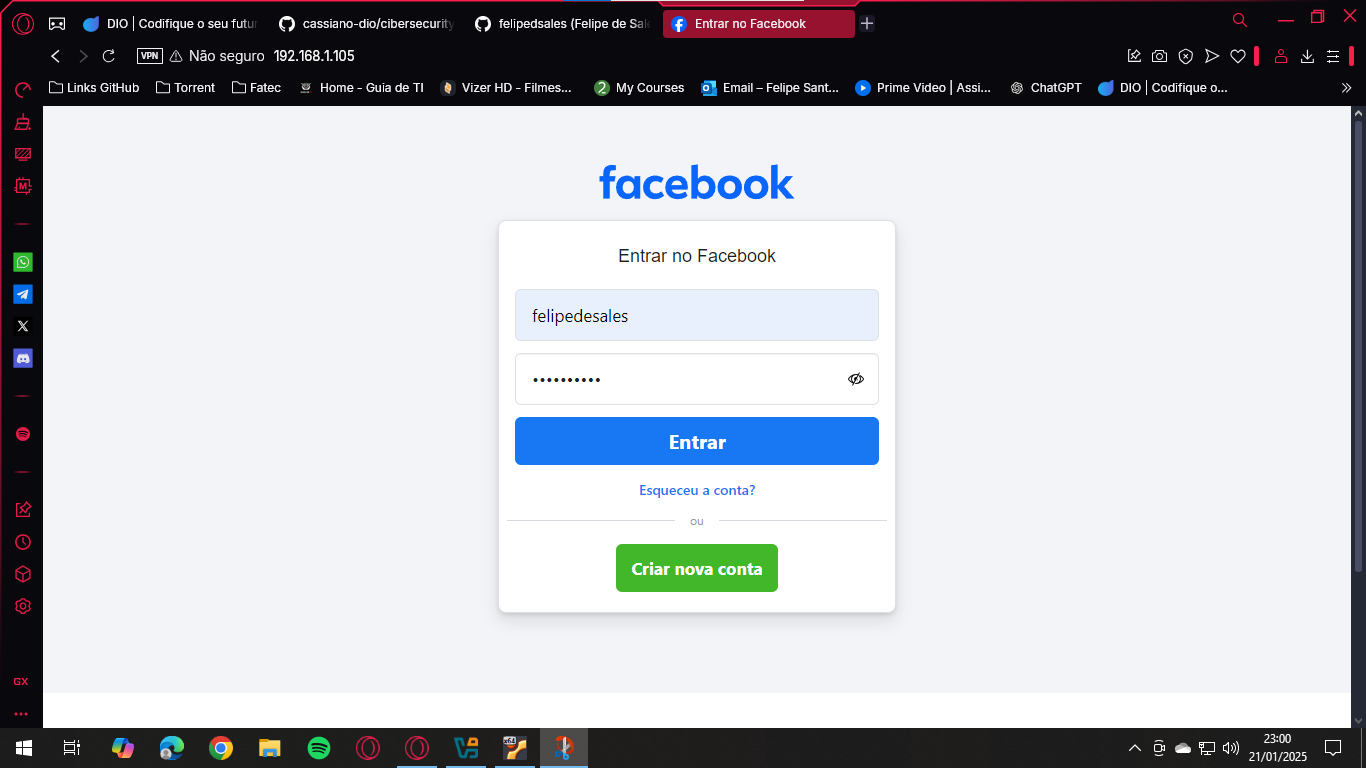 DIO | Codifique o seu futur
cassiano-dio/cibersecurity
felipedsales (Felipe de Sale
Entrar no Facebook
VPN
Não seguro 192.168.1.105
Links GitHub
Torrent
Fatec
Home - Guia de TI
Vizer HD - Filmes...
My Courses
Email – Felipe Sant...
Prime Video | Assi...
ChatGPT
DIO | Codifique o...
M
facebook
Entrar no Facebook
felipedesales
••••••••••
Entrar
Esqueceu a conta?
ou
Criar nova conta
GX
x64
23:00
21/01/2025